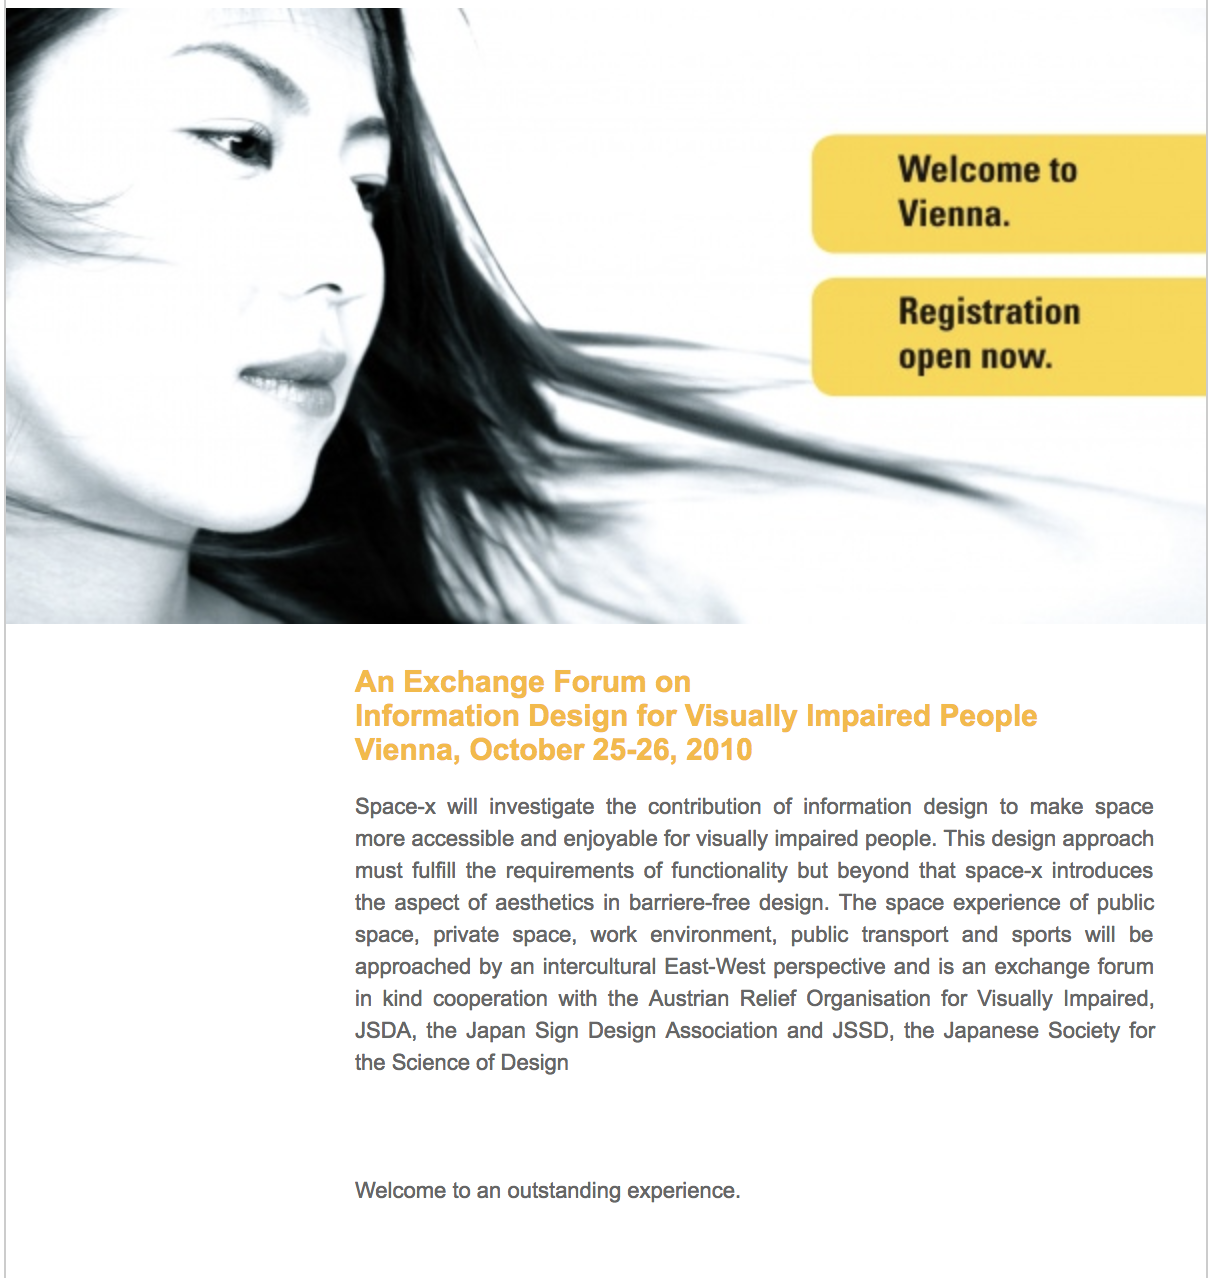 Welcome to
Vienna.
Registration
open now.
An Exchange Forum on
Information Design for Visually Impaired People
Vienna, October 25-26, 2010
Space-x will investigate the contribution of information design to make space
more accessible and enjoyable for visually impaired people. This design approach
must fulfill the requirements of functionality but beyond that space-x introduces
the aspect of aesthetics in barriere-free design. The space experience of public
space, private space, work environment, public transport and sports will be
approached by an intercultural East-West perspective and is an exchange forum
in kind cooperation with the Austrian Relief Organisation for Visually Impaired,
JSDA, the Japan Sign Design Association and JSSD, the Japanese Society for
the Science of Design
Welcome to an outstanding experience.